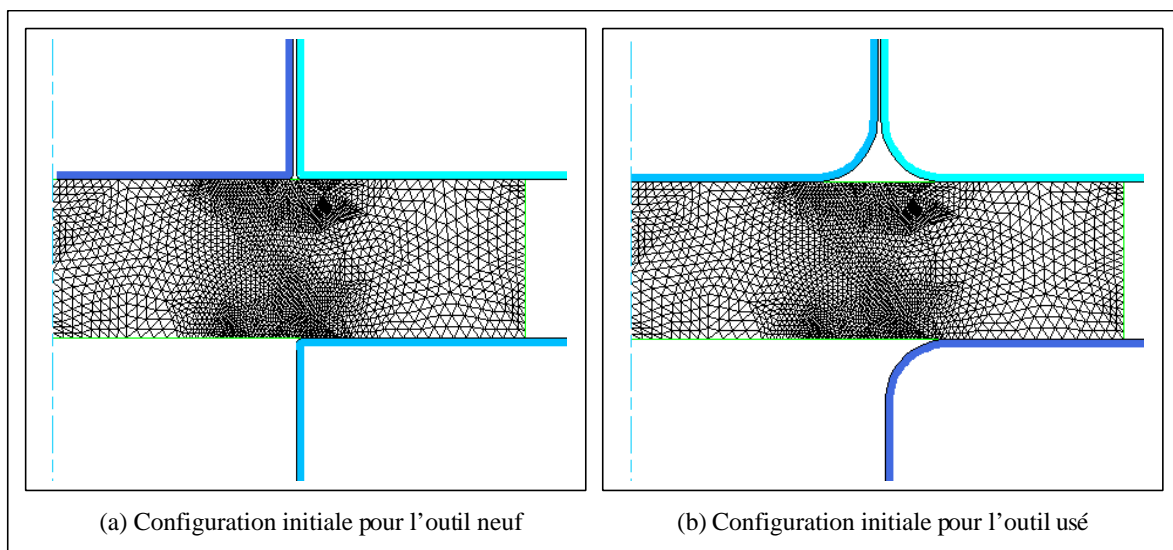 (a) Configuration initiale pour l’outil neuf
(b) Configuration initiale pour l’outil usé